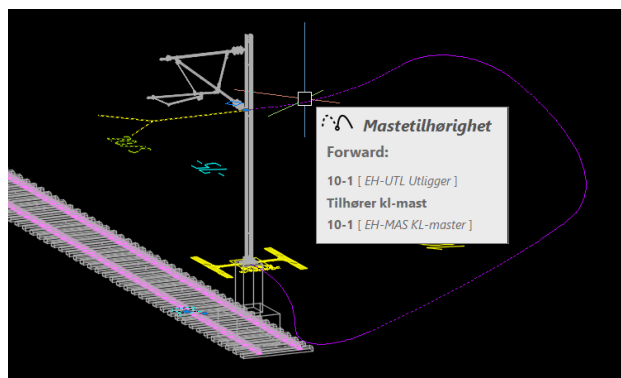 Mastetilhørighet
Forward:
10-1 [ EH-UTL Utligger ]
Tilhører kl-mast
10-1 [ EH-MAS KL-master ]